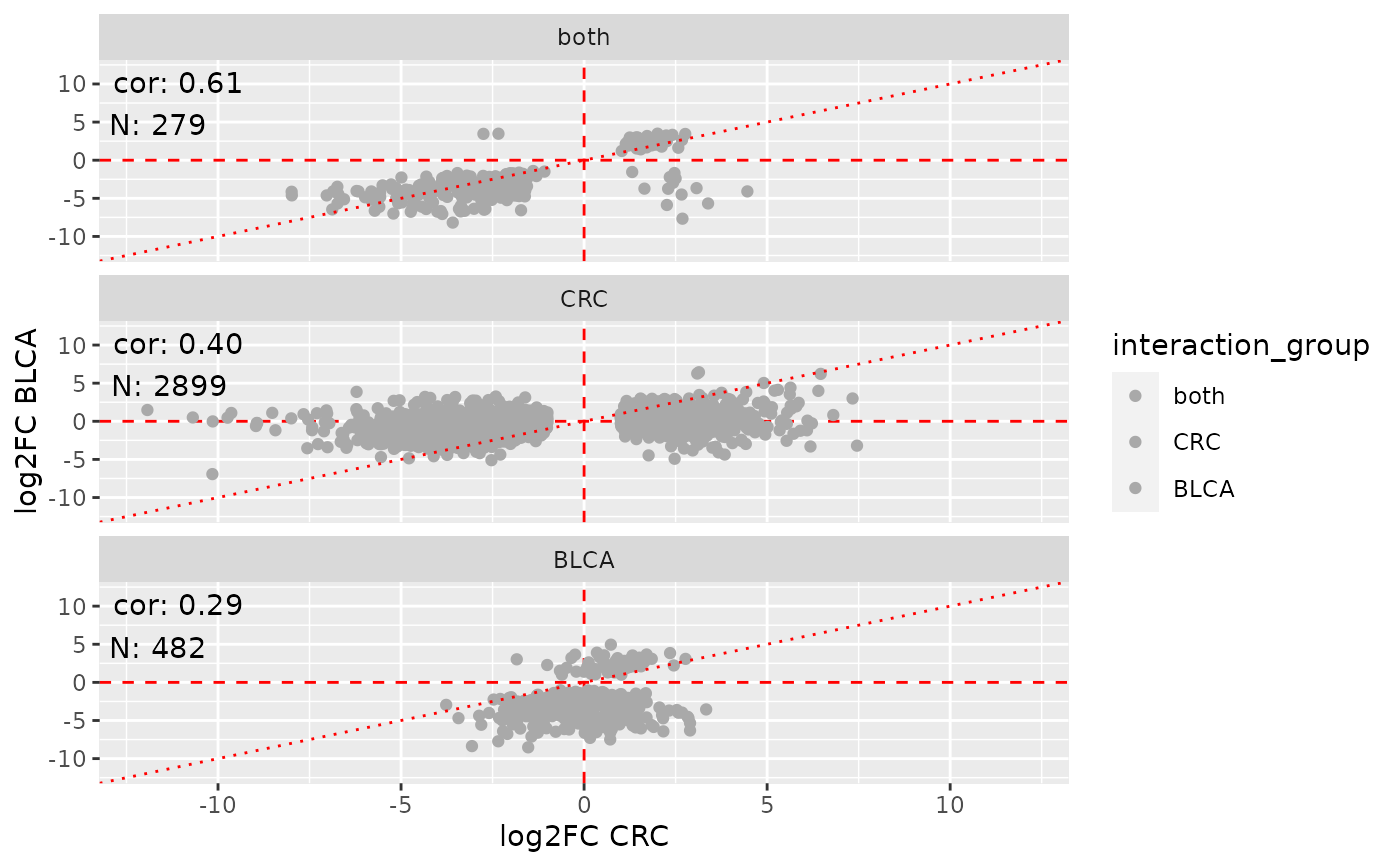 both
cor: 0.61
N: 279
10
5
0
-5
-10
CRC
cor: 0.40
N: 2899
10
5
0
-5
-10
log2FC BLCA
BLCA
cor: 0.29
N: 482
10
5
0
-5
-10
-10 -5 0 5 10
log2FC CRC
interaction_group
both
CRC
BLCA